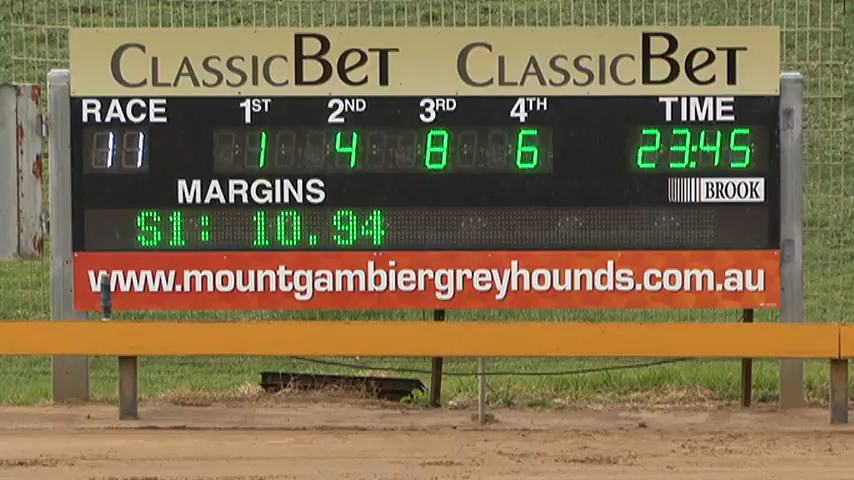 CLASSICBET CLASSICBET
RACE 1ST 2ND 3RD 4TH TIME
11 1 4 8 6 23:45
MARGINS BROOK
S1: 10.94
www.mountgambiergreyhounds.com.au